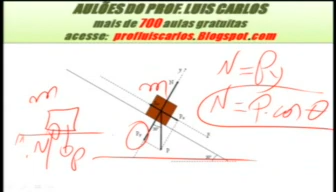 AULÕES DO PROF. LUIS CARLOS
mais de 700 aulas gratuitas
acesse: profluiscarlos.Blogspot.com
N = Py
N = P. cos θ
m
m
N
P